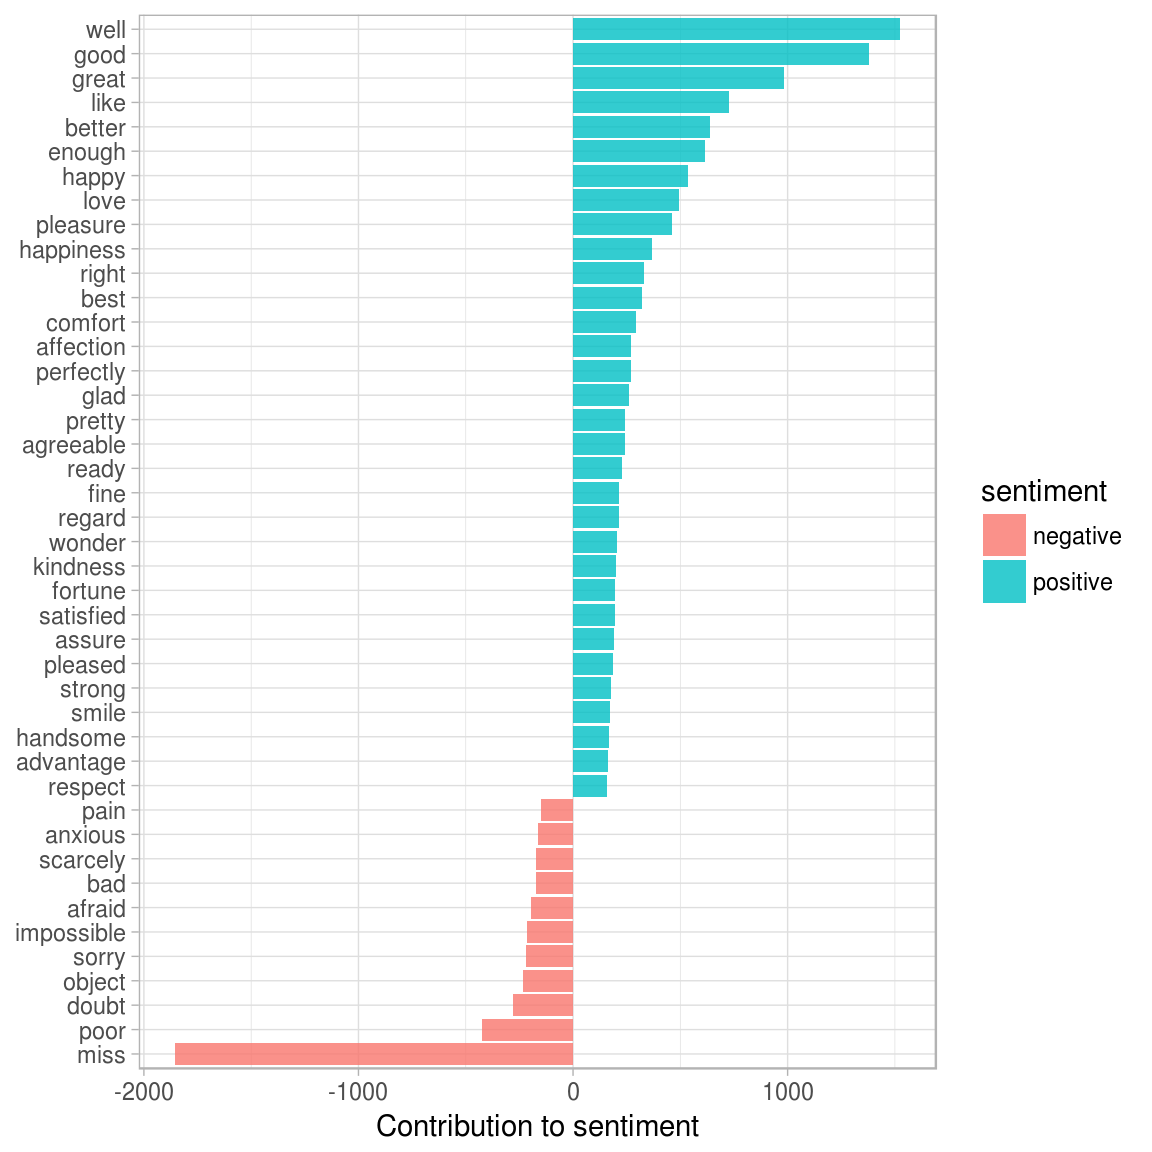 well
good
great
like
better
enough
happy
love
pleasure
happiness
right
best
comfort
affection
perfectly
glad
pretty
agreeable
ready
fine
regard
wonder
kindness
fortune
satisfied
assure
pleased
strong
smile
handsome
advantage
respect
pain
anxious
scarcely
bad
afraid
impossible
sorry
object
doubt
poor
miss
-2000 -1000 0 1000
Contribution to sentiment
sentiment
negative
positive